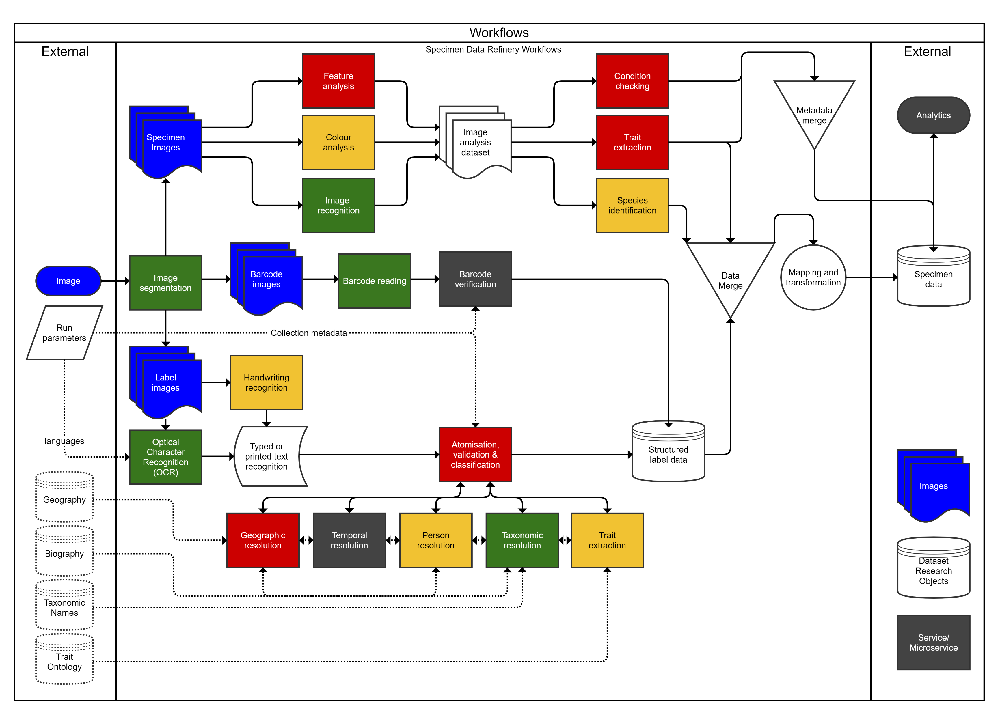 Workflows
External
Specimen Data Refinery Workflows
External
Feature
analysis
Condition
checking
Metadata
merge
Analytics
Specimen
Images
Colour
analysis
Image
analysis
dataset
Trait
extraction
Image
recognition
Species
identification
Image
Image
segmentation
Barcode
images
Barcode reading
Barcode
verification
Data
Merge
Mapping and
transformation
Specimen
data
Run
parameters
Collection metadata
Label
images
Handwriting
recognition
languages
Optical
Character
Recognition
(OCR)
Typed or
printed text
recognition
Atomisation,
validation &
classification
Structured
label data
Images
Geography
Geographic
resolution
Temporal
resolution
Person
resolution
Taxonomic
resolution
Trait
extraction
Biography
Dataset
Research
Objects
Taxonomic
Names
Trait
Ontology
Service/
Microservice